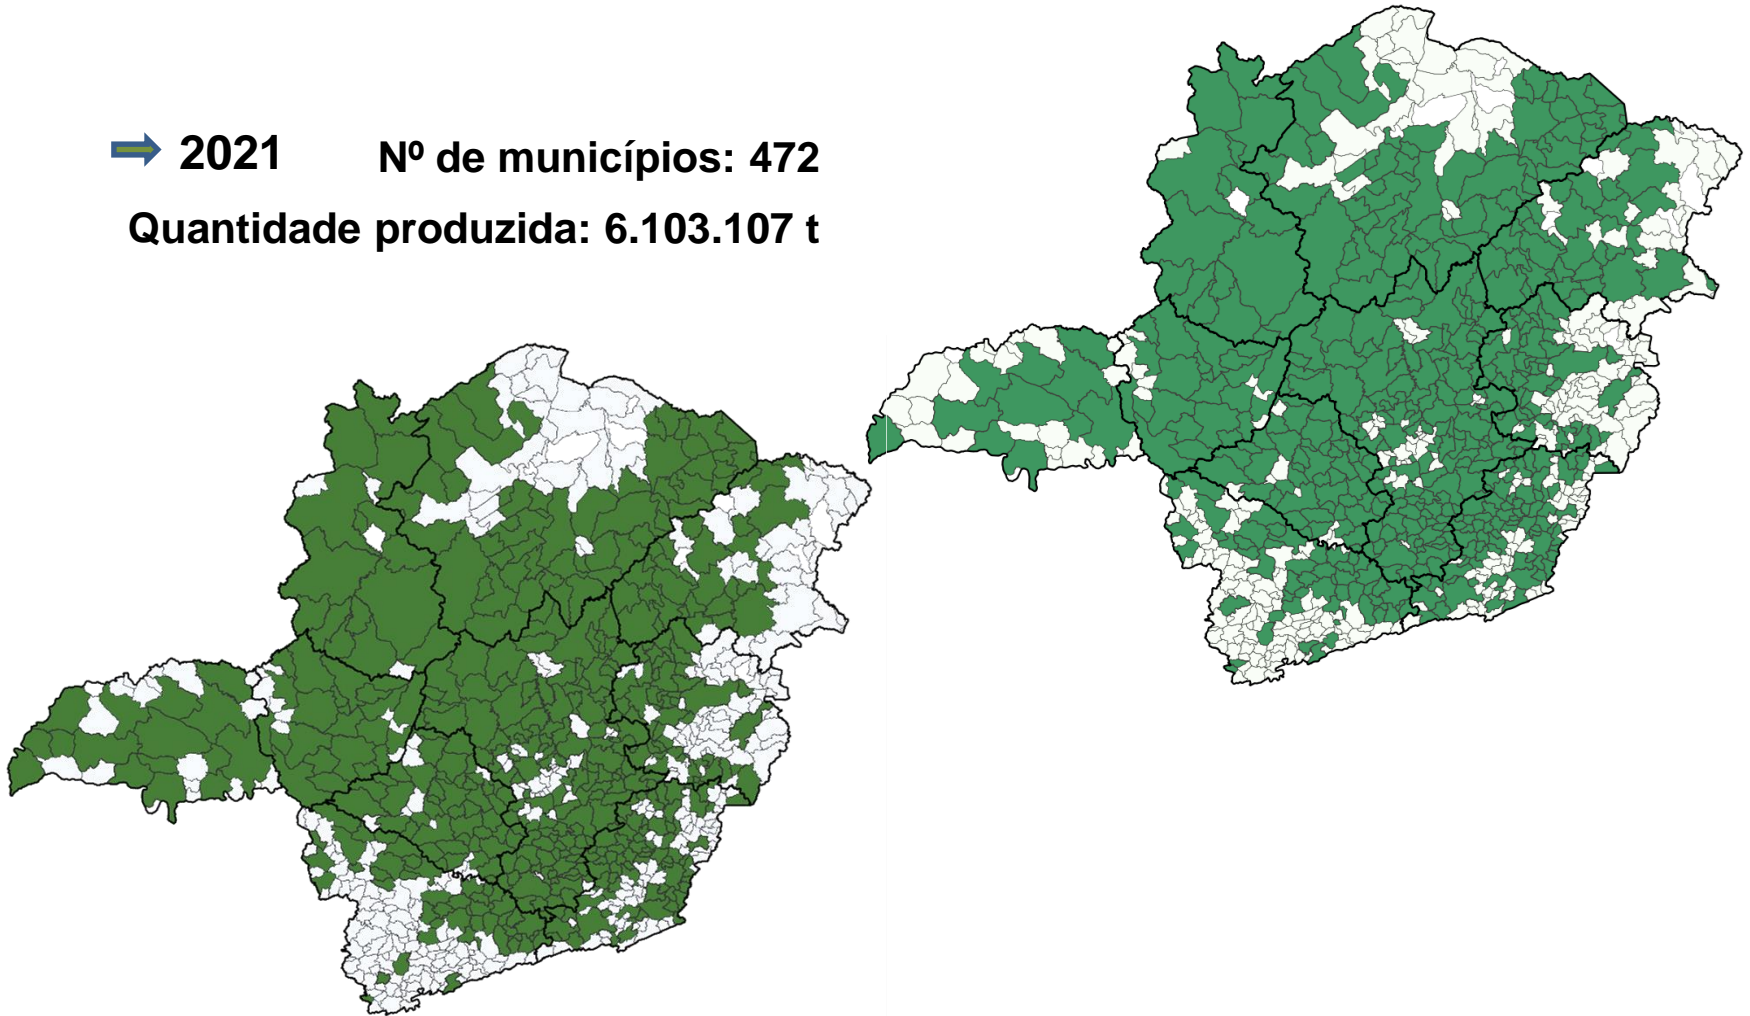 2021 Nº de municípios: 472
Quantidade produzida: 6.103.107 t